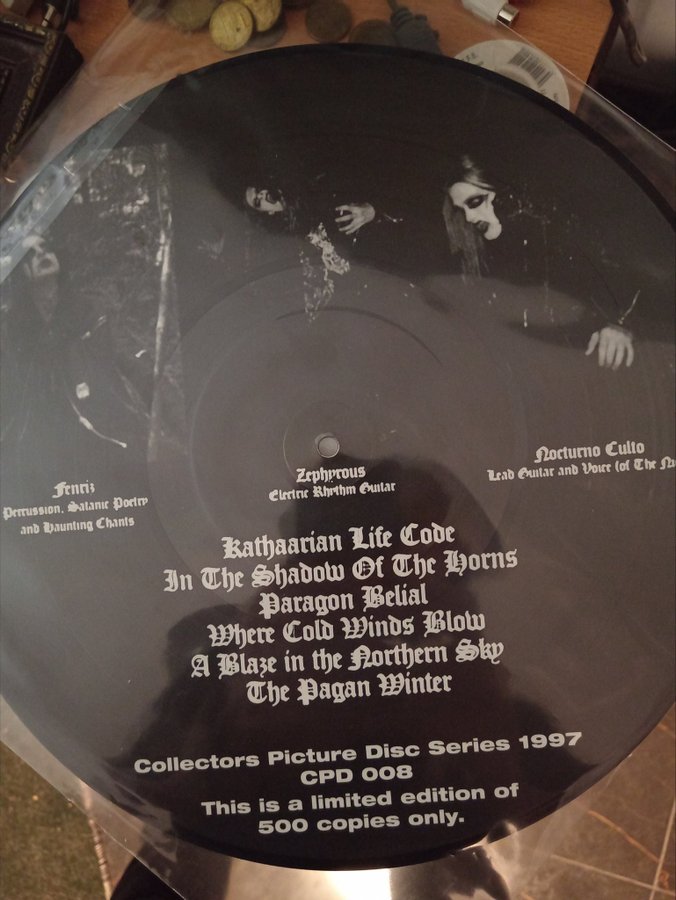 Fenriz
Percussion, Satanic Poetry
and Haunting Chants
Zephyrous
Electric Rhythm Guitar
Nocturno Culto
Lead Guitar and Voice (of The
Kathaarian Life Code
In The Shadow Of The Horns
Paragon Belial
Where Cold Winds Blow
A Blaze in the Northern Sky
The Pagan Winter
Collectors Picture Disc Series 1997
CPD 008
This is a limited edition of
500 copies only.